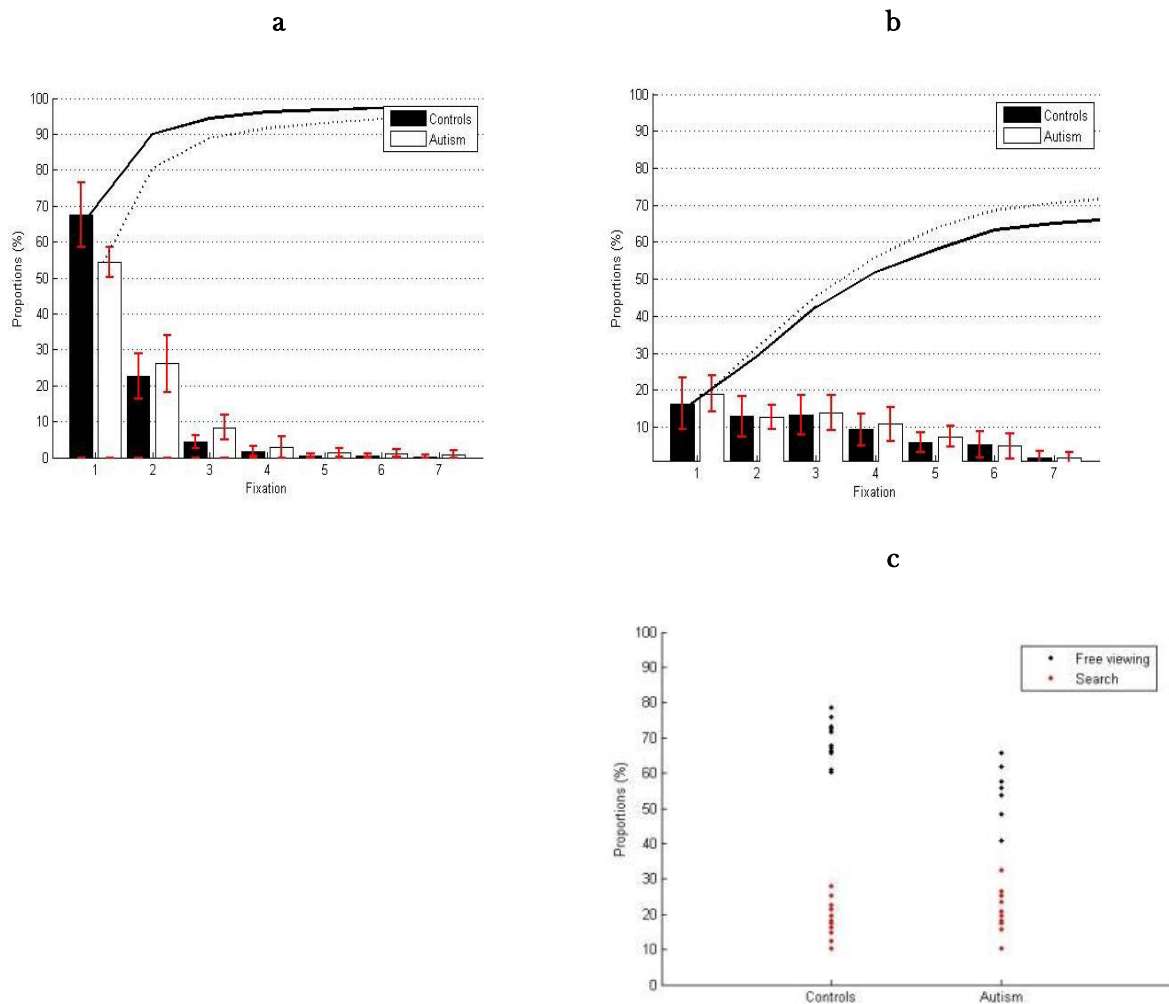 a
100
90
80
70
60
50
40
30
20
10
0
Proportions (%)
Controls
Autism
1 2 3 4 5 6 7
Fixation
b
100
90
80
70
60
50
40
30
20
10
Proportions (%)
Controls
Autism
1 2 3 4 5 6 7
Fixation
c
100
90
80
70
60
50
40
30
20
10
0
Proportions (%)
Free viewing
Search
Controls Autism